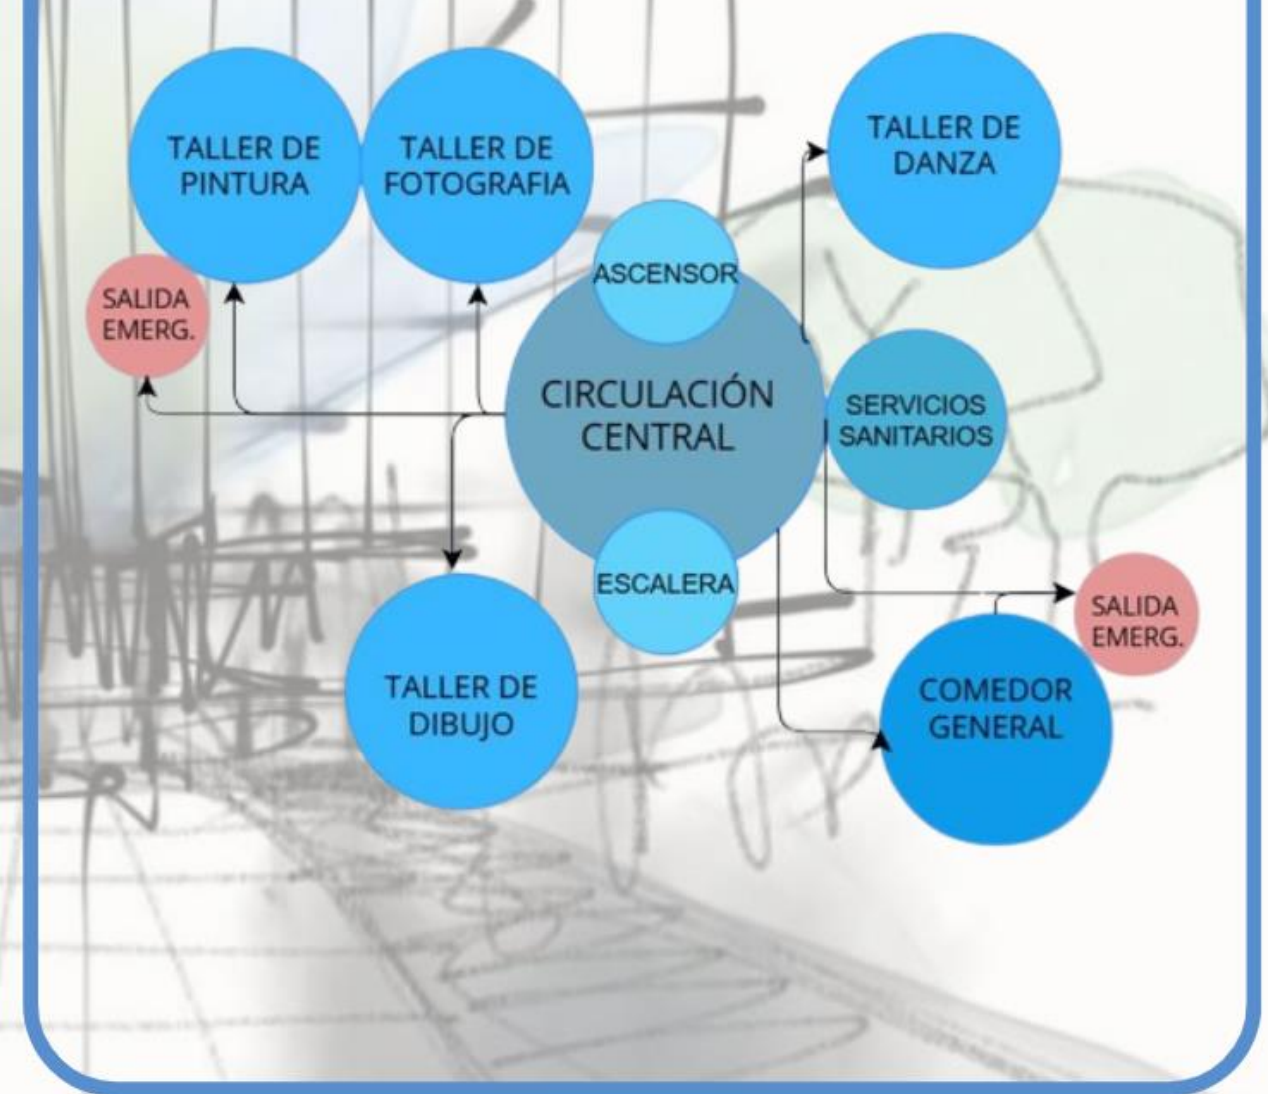 TALLER DE
PINTURA
TALLER DE
FOTOGRAFIA
TALLER DE
DANZA
ASCENSOR
SALIDA
EMERG.
CIRCULACIÓN
CENTRAL
SERVICIOS
SANITARIOS
ESCALERA
SALIDA
EMERG.
TALLER DE
DIBUJO
COMEDOR
GENERAL